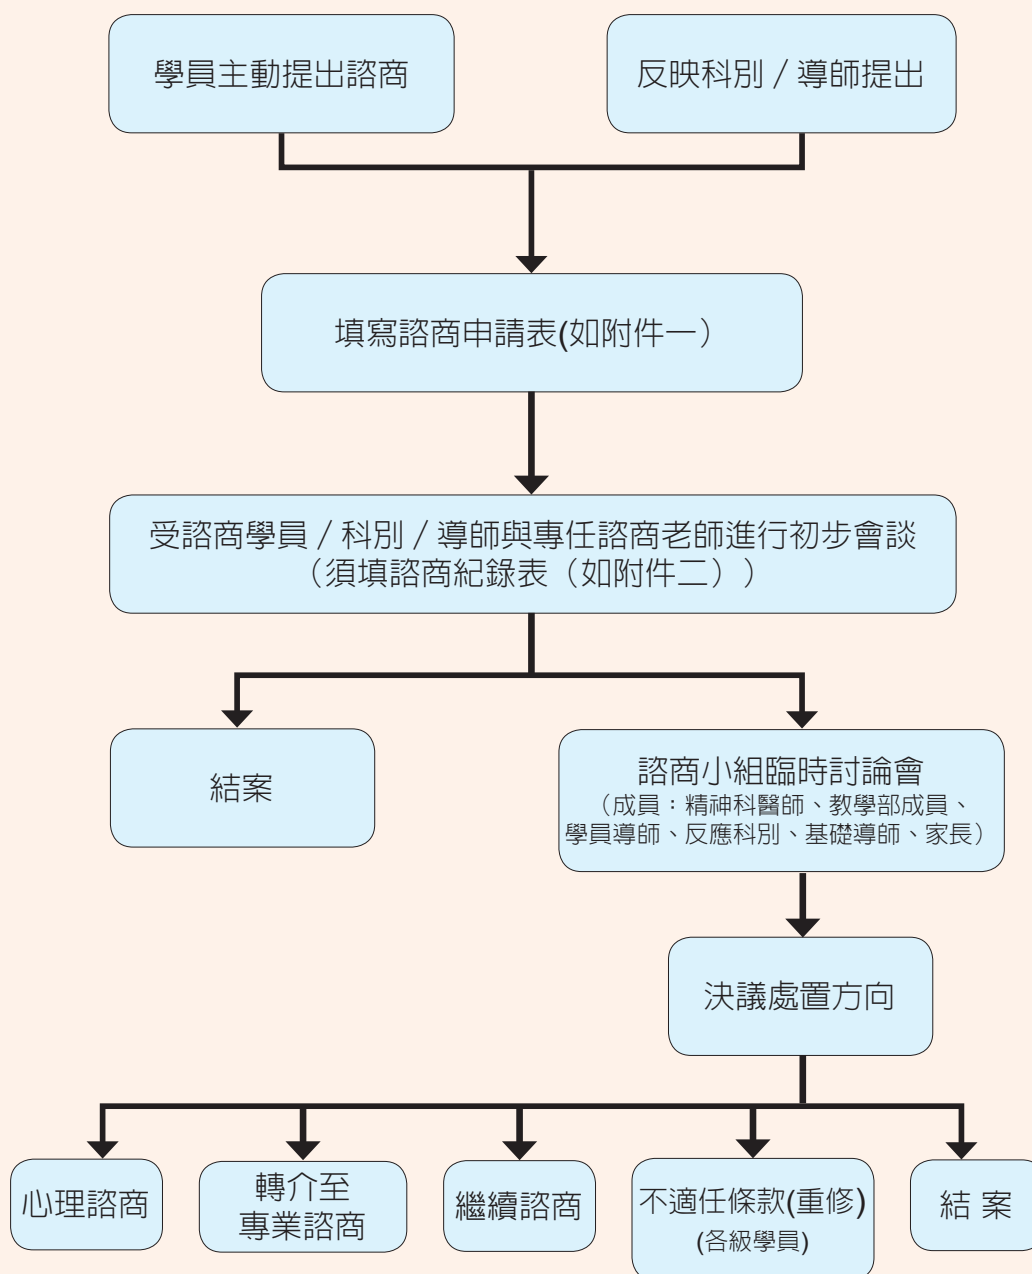 學員主動提出諮商
反映科別／導師提出
填寫諮商申請表(如附件一）
受諮商學員／科別／導師與專任諮商老師進行初步會談
（須填諮商紀錄表（如附件二））
結案
諮商小組臨時討論會
（成員：精神科醫師、教學部成員、
學員導師、反應科別、基礎導師、家長）
決議處置方向
心理諮商
轉介至
專業諮商
繼續諮商
不適任條款(重修)
(各級學員)
結 案